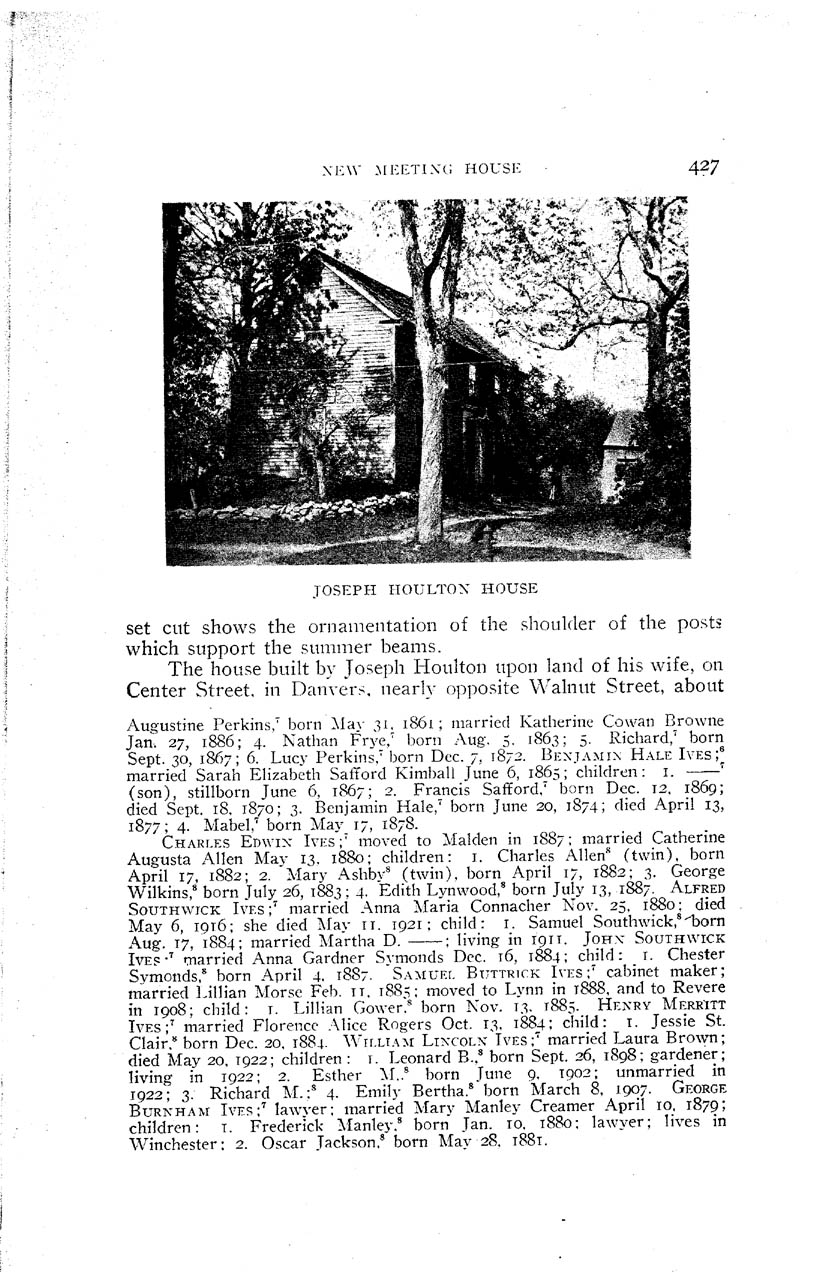 NEW MEETING HOUSE 427
JOSEPH HOULTON HOUSE
set cut shows the ornamentation of the shoulder of the posts
which support the summer beams.
The house built by Joseph Houlton upon land of his wife, on
Center Street, in Danvers, nearly opposite Walnut Street, about
Augustine Perkins,⁷ born May 31, 1861; married Katherine Cowan Browne
Jan. 27, 1886; 4. Nathan Frye,⁷ born Aug. 5, 1863; 5. Richard,⁷ born
Sept. 30, 1867; 6. Lucy Perkins,⁷ born Dec. 7, 1872. BENJAMIN HALE IVES;⁶
married Sarah Elizabeth Safford Kimball June 6, 1865; children: 1. ——⁷
(son), stillborn June 6, 1867; 2. Francis Safford,⁷ born Dec. 12, 1869;
died Sept. 18, 1870; 3. Benjamin Hale,⁷ born June 20, 1874; died April 13,
1877; 4. Mabel,⁷ born May 17, 1878.
CHARLES EDWIN IVES;⁷ moved to Malden in 1887; married Catherine
Augusta Allen May 13, 1880; children: 1. Charles Allen⁸ (twin), born
April 17, 1882; 2. Mary Ashby⁸ (twin), born April 17, 1882; 3. George
Wilkins,⁸ born July 26, 1883; 4. Edith Lynwood,⁸ born July 13, 1887. ALFRED
SOUTHWICK IVES;⁷ married Anna Maria Connacher Nov. 25, 1880; died
May 6, 1916; she died May 11, 1921; child: 1. Samuel Southwick,⁸ born
Aug. 17, 1884; married Martha D. ——; living in 1911. JOHN SOUTHWICK
IVES;⁷ married Anna Gardner Symonds Dec. 16, 1884; child: 1. Chester
Symonds,⁸ born April 4, 1887. SAMUEL BUTTRICK IVES;⁷ cabinet maker;
married Lillian Morse Feb. 11, 1885; moved to Lynn in 1888, and to Revere
in 1908; child: 1. Lillian Gower,⁸ born Nov. 13, 1885. HENRY MERRITT
IVES;⁷ married Florence Alice Rogers Oct. 13, 1884; child: 1. Jessie St.
Clair,⁸ born Dec. 20, 1884. WILLIAM LINCOLN IVES;⁷ married Laura Brown;
died May 20, 1922; children: 1. Leonard B.,⁸ born Sept. 26, 1898; gardener;
living in 1922; 2. Esther M.,⁸ born June 9, 1902; unmarried in
1922; 3. Richard M.;⁸ 4. Emily Bertha,⁸ born March 8, 1907. GEORGE
BURNHAM IVES;⁷ lawyer; married Mary Manley Creamer April 10, 1879;
children: 1. Frederick Manley,⁸ born Jan. 10, 1880; lawyer; lives in
Winchester; 2. Oscar Jackson,⁸ born May 28, 1881.